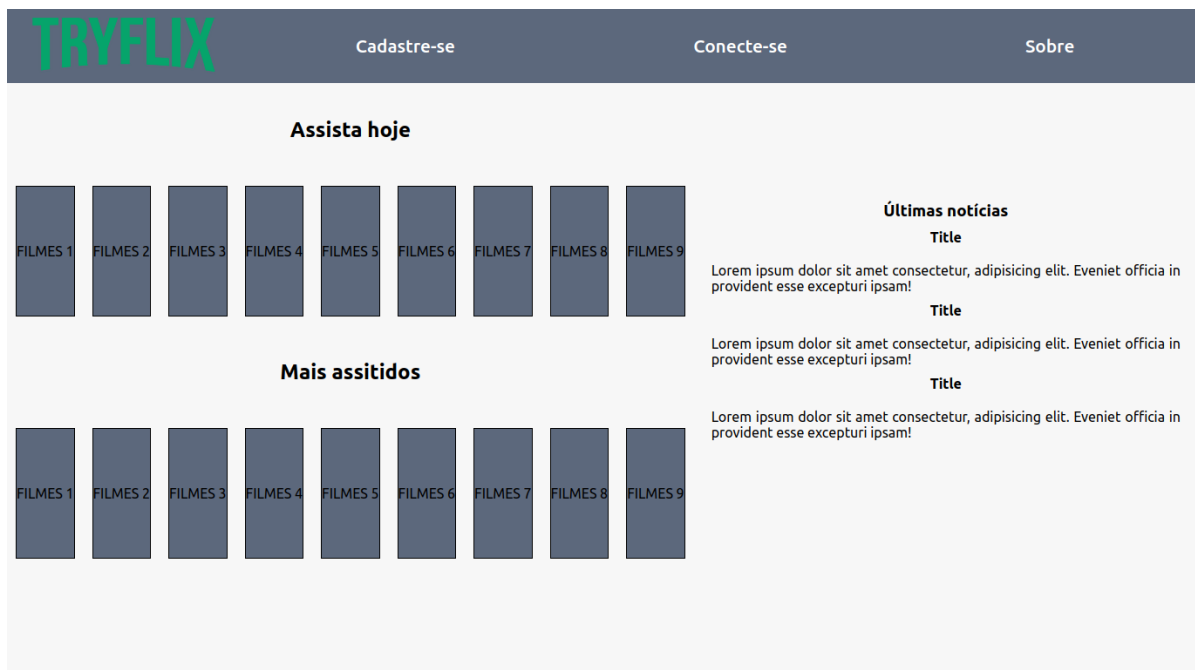 TRYFLIX
Cadastre-se
Conecte-se
Sobre
Assista hoje
FILMES 1
FILMES 2
FILMES 3
FILMES 4
FILMES 5
FILMES 6
FILMES 7
FILMES 8
FILMES 9
Mais assitidos
FILMES 1
FILMES 2
FILMES 3
FILMES 4
FILMES 5
FILMES 6
FILMES 7
FILMES 8
FILMES 9
Últimas notícias
Title
Lorem ipsum dolor sit amet consectetur, adipisicing elit. Eveniet officia in
provident esse excepturi ipsam!
Title
Lorem ipsum dolor sit amet consectetur, adipisicing elit. Eveniet officia in
provident esse excepturi ipsam!
Title
Lorem ipsum dolor sit amet consectetur, adipisicing elit. Eveniet officia in
provident esse excepturi ipsam!